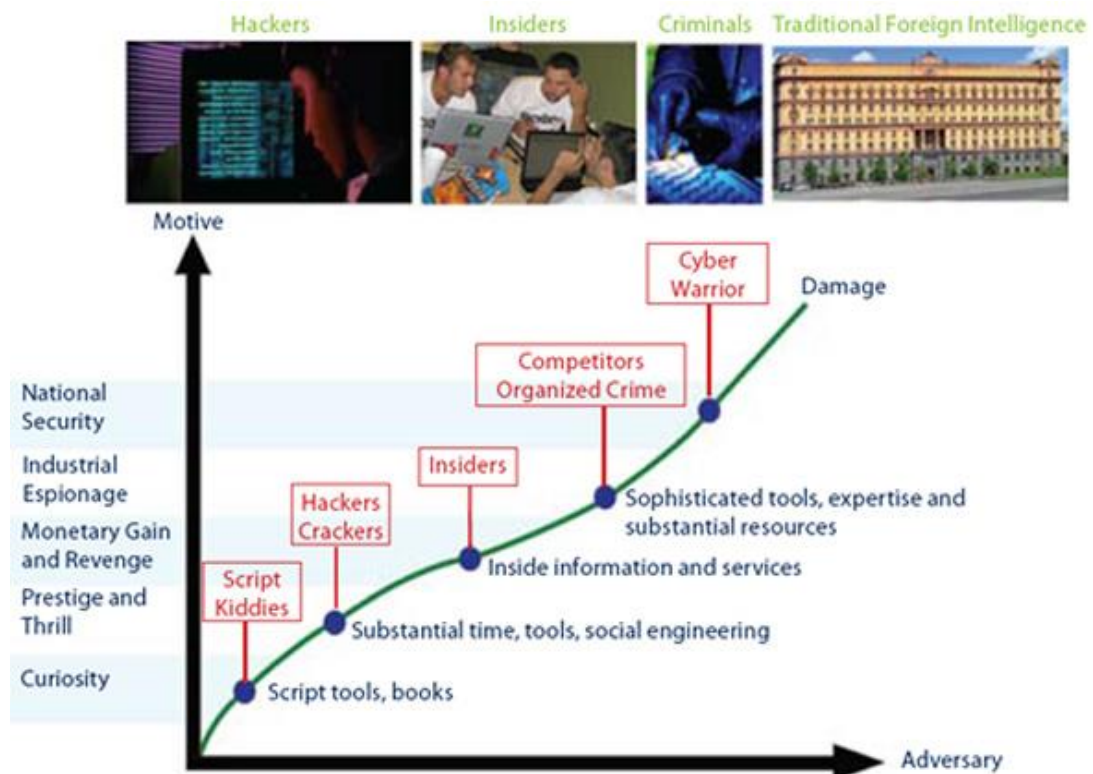 Hackers
Insiders
Criminals
Traditional Foreign Intelligence
Motive
Cyber
Warrior
Damage
Competitors
Organized Crime
National
Security
Insiders
Industrial
Espionage
Hackers
Crackers
Sophisticated tools, expertise and
substantial resources
Monetary Gain
and Revenge
Inside information and services
Script
Kiddies
Prestige and
Thrill
Substantial time, tools, social engineering
Curiosity
Script tools, books
Adversary